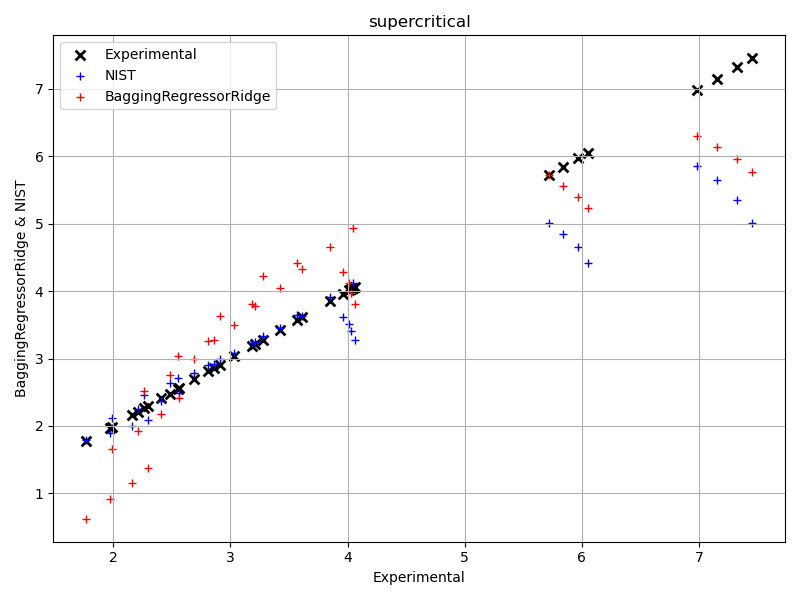 supercritical
Experimental
NIST
BaggingRegressorRidge
BaggingRegressorRidge & NIST
7
6
5
4
3
2
1
2 3 4 5 6 7
Experimental